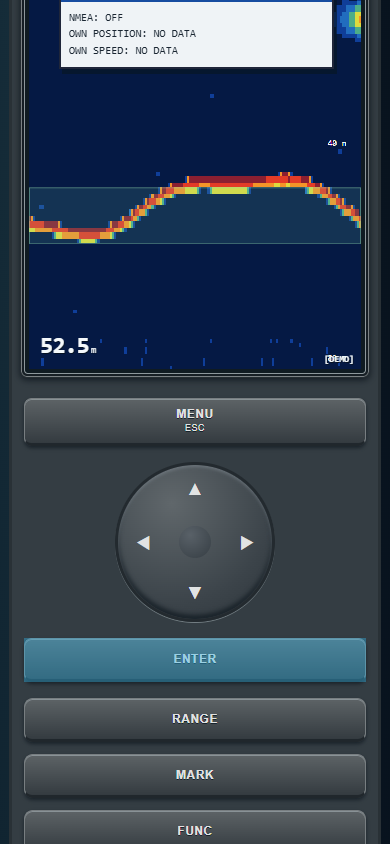 NMEA: OFF
OWN POSITION: NO DATA
OWN SPEED: NO DATA
40 m
52.5m
[DEMO]
MENU
ESC
▲
◀ ▶
▼
ENTER
RANGE
MARK
FUNC